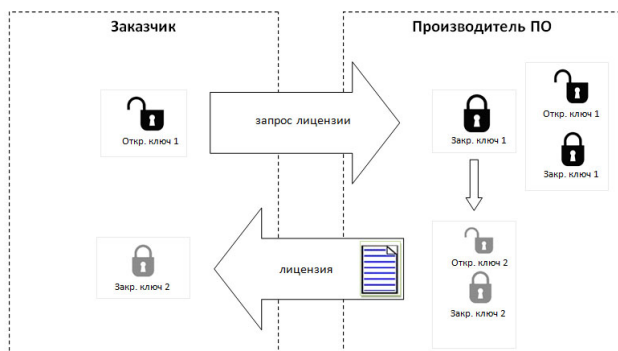 Заказчик
Производитель ПО
Откр. ключ 1
запрос лицензии
Закр. ключ 1
Откр. ключ 1
Закр. ключ 1
Закр. ключ 2
лицензия
Откр. ключ 2
Закр. ключ 2